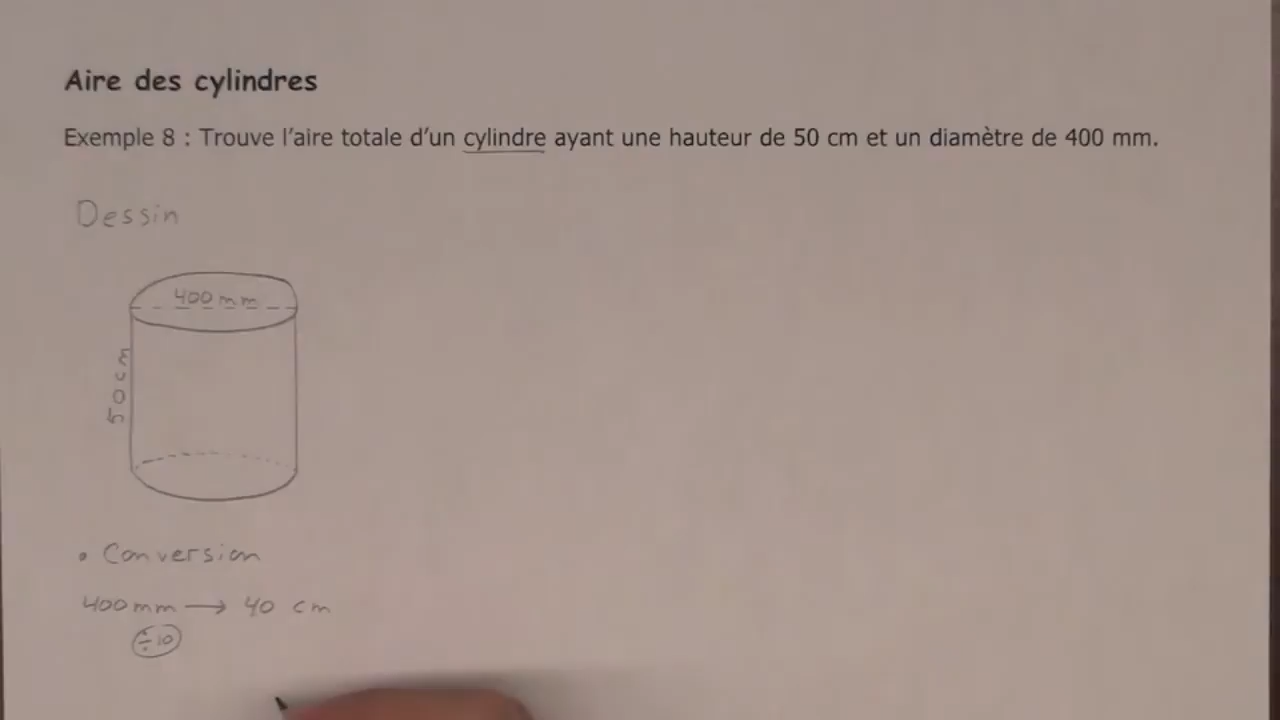 Aire des cylindres
Exemple 8 : Trouve l'aire totale d'un cylindre ayant une hauteur de 50 cm et un diamètre de 400 mm.
Dessin
400 mm
50 cm
• Conversion
400 mm → 40 cm
÷10